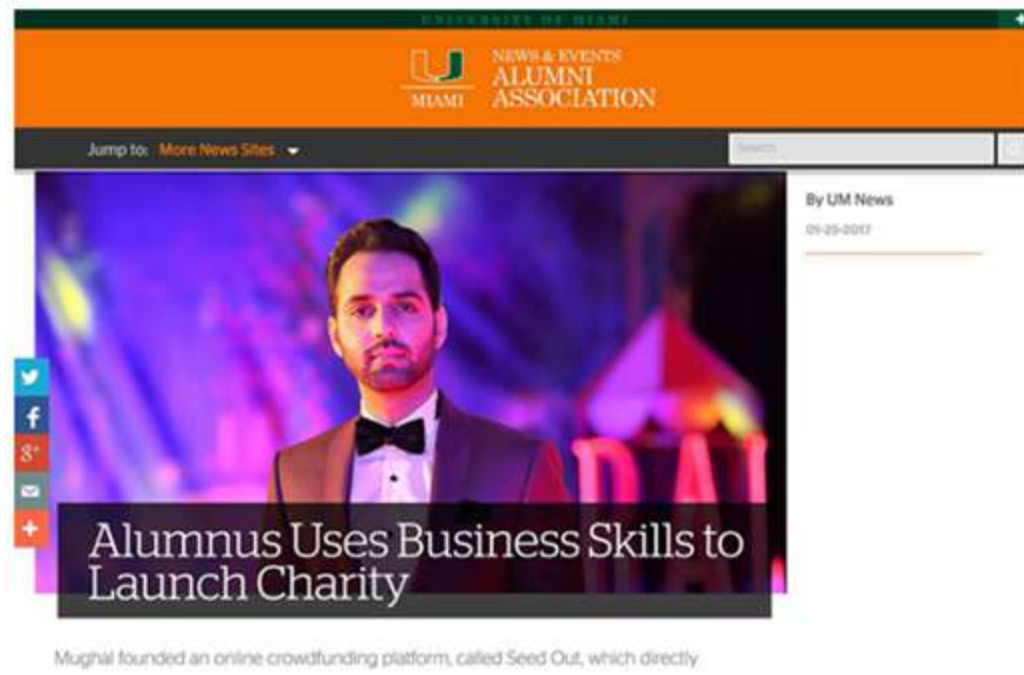 UNIVERSITY OF MIAMI
MIAMI
NEWS & EVENTS
ALUMNI
ASSOCIATION
Jump to: More News Sites
Search
By UM News
01-25-2017
Alumnus Uses Business Skills to
Launch Charity
Mughal founded an online crowdfunding platform, called Seed Out, which directly